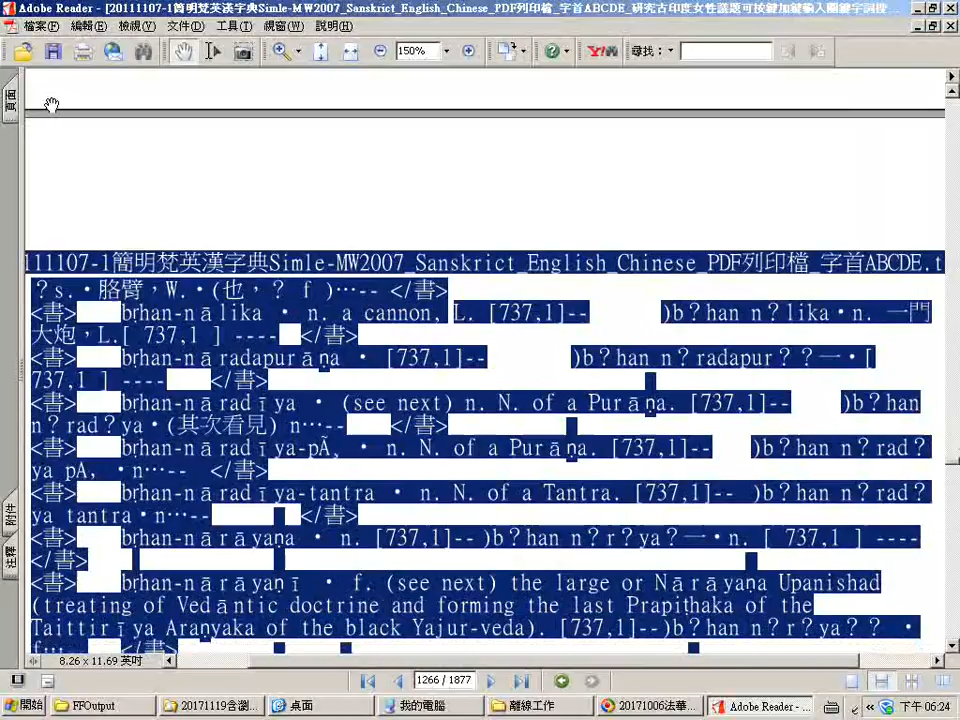 Adobe Reader - [20111107-1簡明梵英漢字典Simle-MW2007_Sanskrict_English_Chinese_PDF列印檔_字首ABCDE_研究古印度女性議題可按鍵加鍵輸入關鍵字詞搜...
檔案(F) 編輯(E) 檢視(V) 文件(D) 工具(T) 視窗(W) 說明(H)
150% Y! 尋找：
頁面
111107-1簡明梵英漢字典Simle-MW2007_Sanskrict_English_Chinese_PDF列印檔_字首ABCDE.t
？s.‧胳臂，W.‧(也，？ f )…-- </書>
<書> bṛhan-nālika ‧ n. a cannon, L. [737,1]-- )b？han n？lika‧n. 一門
大炮，L.[ 737,1 ] ---- </書>
<書> bṛhan-nāradapurāṇa ‧ [737,1]-- )b？han n？radapur？？一‧[
737,1 ] ---- </書>
<書> bṛhan-nāradīya ‧ (see next) n. N. of a Purāṇa. [737,1]-- )b？han
n？rad？ya‧(其次看見) n…-- </書>
<書> bṛhan-nāradīya-pÃ, ‧ n. N. of a Purāṇa. [737,1]-- )b？han n？rad？
ya pA, ‧n…-- </書>
<書> bṛhan-nāradīya-tantra ‧ n. N. of a Tantra. [737,1]-- )b？han n？rad？
ya tantra‧n…-- </書>
<書> bṛhan-nārāyaṇa ‧ n. [737,1]-- )b？han n？r？ya？一‧n. [ 737,1 ] ----
</書>
<書> bṛhan-nārāyaṇī ‧ f. (see next) the large or Nārāyaṇa Upanishad
(treating of Vedāntic doctrine and forming the last Prapiṭhaka of the
Taittirīya Araṇyaka of the black Yajur-veda). [737,1]--)b？han n？r？ya？？ ‧
f…-- </書>
附件
注釋
8.26 x 11.69 英吋
1266 / 1877
開始 FFOutput 20171119含瀏... 桌面 我的電腦 離線工作 20171006法華... Adobe Reader - [... 下午 06:24